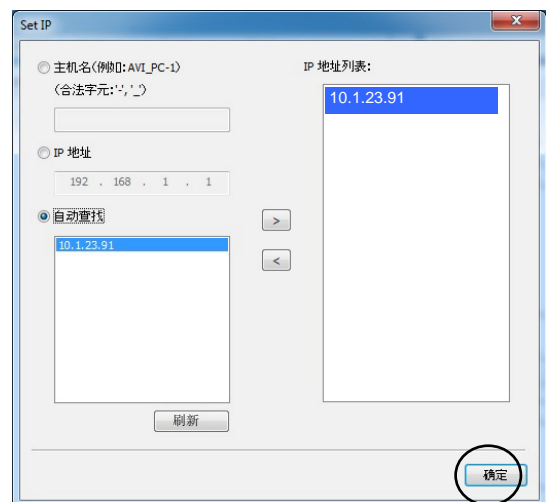 Set IP
主机名(例如:AVI_PC-1)
(合法字元:'-', '_')
IP 地址
192 . 168 . 1 . 1
自动查找
10.1.23.91
刷新
>
<
IP 地址列表:
10.1.23.91
确定